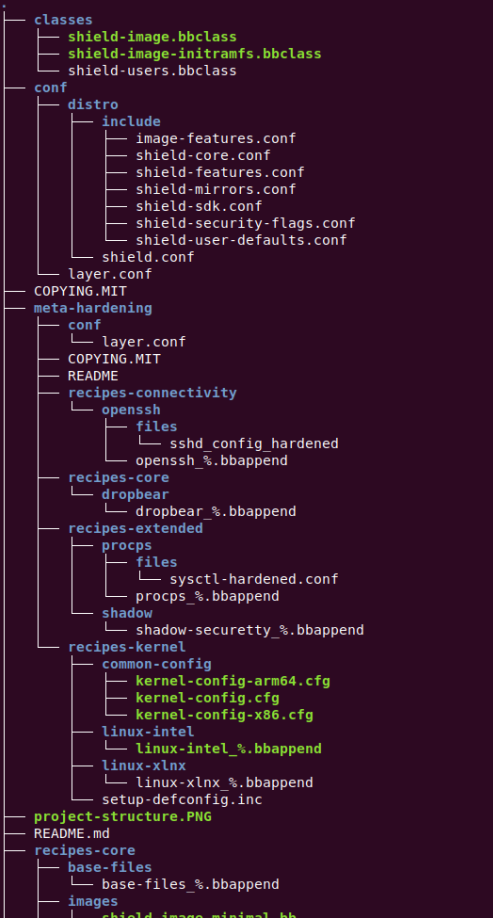 .
├── classes
│   ├── shield-image.bbclass
│   ├── shield-image-initramfs.bbclass
│   └── shield-users.bbclass
├── conf
│   ├── distro
│   │   ├── include
│   │   │   ├── image-features.conf
│   │   │   ├── shield-core.conf
│   │   │   ├── shield-features.conf
│   │   │   ├── shield-mirrors.conf
│   │   │   ├── shield-sdk.conf
│   │   │   ├── shield-security-flags.conf
│   │   │   └── shield-user-defaults.conf
│   │   └── shield.conf
│   └── layer.conf
├── COPYING.MIT
├── meta-hardening
│   ├── conf
│   │   └── layer.conf
│   ├── COPYING.MIT
│   ├── README
│   ├── recipes-connectivity
│   │   └── openssh
│   │       ├── files
│   │       │   └── sshd_config_hardened
│   │       └── openssh_%.bbappend
│   ├── recipes-core
│   │   └── dropbear
│   │       └── dropbear_%.bbappend
│   ├── recipes-extended
│   │   ├── procps
│   │   │   ├── files
│   │   │   │   └── sysctl-hardened.conf
│   │   │   └── procps_%.bbappend
│   │   └── shadow
│   │       └── shadow-securetty_%.bbappend
│   └── recipes-kernel
│       ├── common-config
│       │   ├── kernel-config-arm64.cfg
│       │   ├── kernel-config.cfg
│       │   └── kernel-config-x86.cfg
│       ├── linux-intel
│       │   └── linux-intel_%.bbappend
│       ├── linux-xlnx
│       │   └── linux-xlnx_%.bbappend
│       └── setup-defconfig.inc
├── project-structure.PNG
├── README.md
├── recipes-core
│   ├── base-files
│   │   └── base-files_%.bbappend
│   ├── images
│   │   └── shield-image-minimal.bb